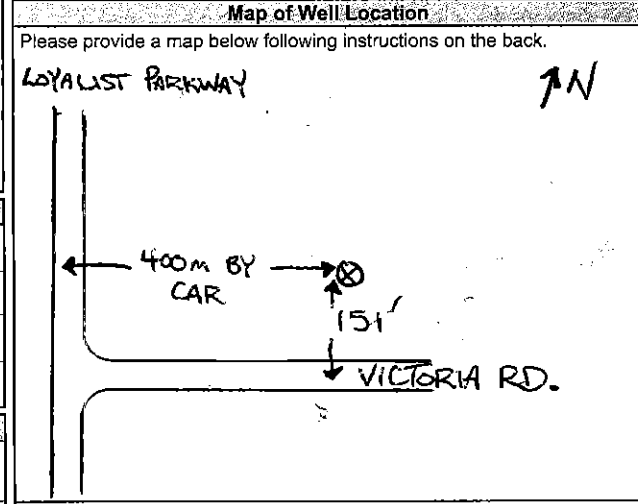 Map of Well Location
Please provide a map below following instructions on the back.
LOYALIST PARKWAY
N
400m BY
CAR
151'
VICTORIA RD.